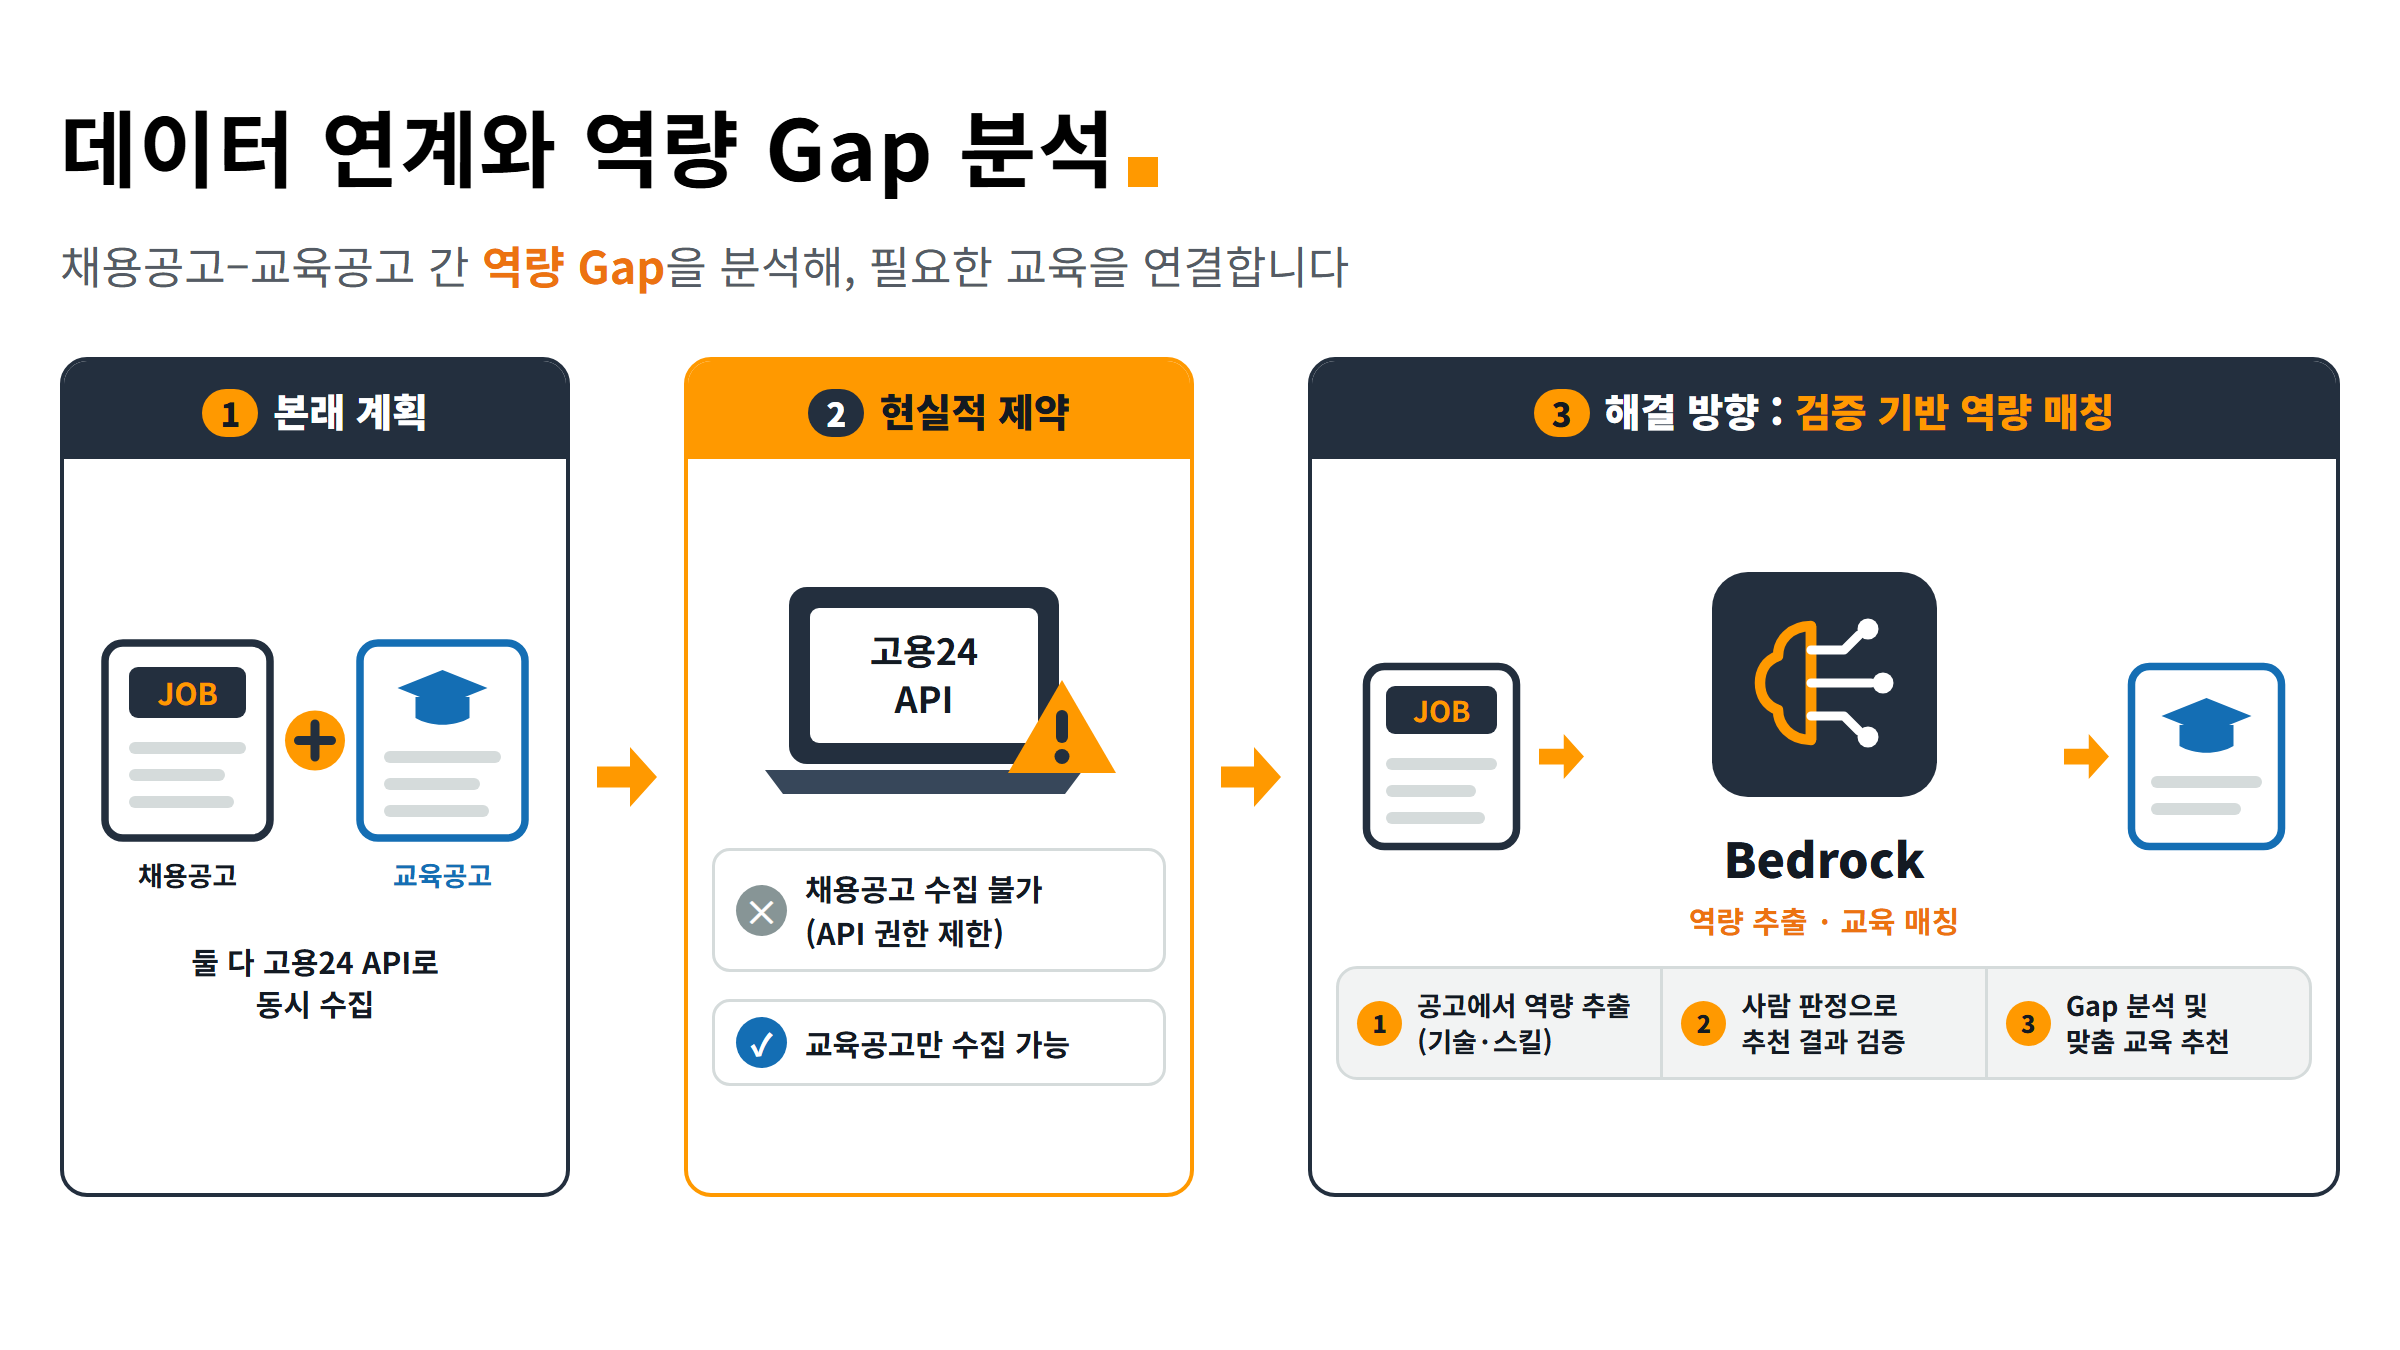 데이터 연계와 역량 Gap 분석
채용공고–교육공고 간 역량 Gap을 분석해, 필요한 교육을 연결합니다
1 본래 계획
JOB
채용공고
교육공고
둘 다 고용24 API로
동시 수집
2 현실적 제약
고용24
API
채용공고 수집 불가
(API 권한 제한)
교육공고만 수집 가능
3 해결 방향 : 검증 기반 역량 매칭
JOB
Bedrock
역량 추출 · 교육 매칭
1 공고에서 역량 추출
(기술·스킬)
2 사람 판정으로
추천 결과 검증
3 Gap 분석 및
맞춤 교육 추천